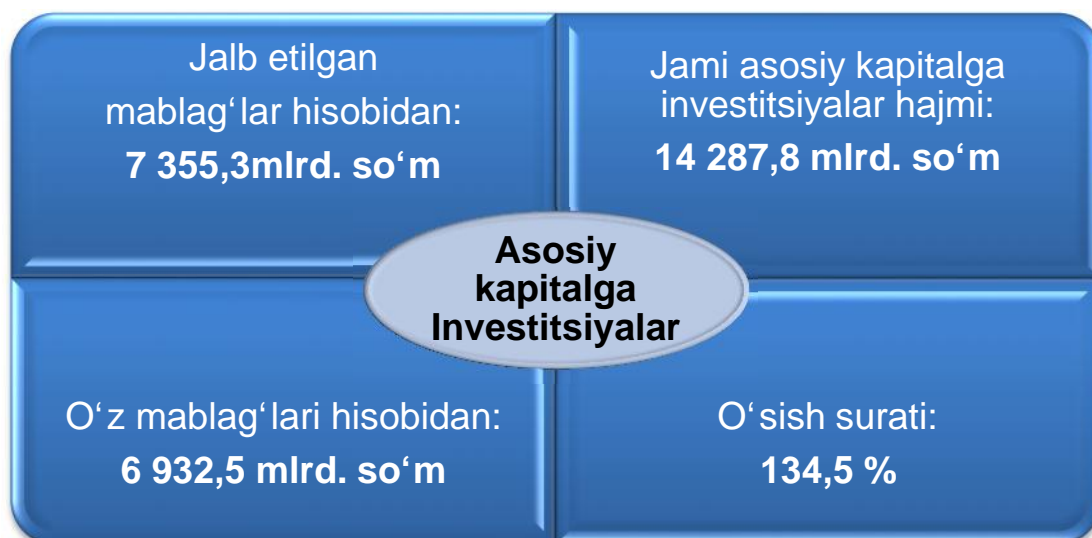 Jalb etilgan
mablag‘lar hisobidan:
7 355,3mlrd. so‘m
Jami asosiy kapitalga
investitsiyalar hajmi:
14 287,8 mlrd. so‘m
Asosiy
kapitalga
Investitsiyalar
O‘z mablag‘lari hisobidan:
6 932,5 mlrd. so‘m
O‘sish surati:
134,5 %